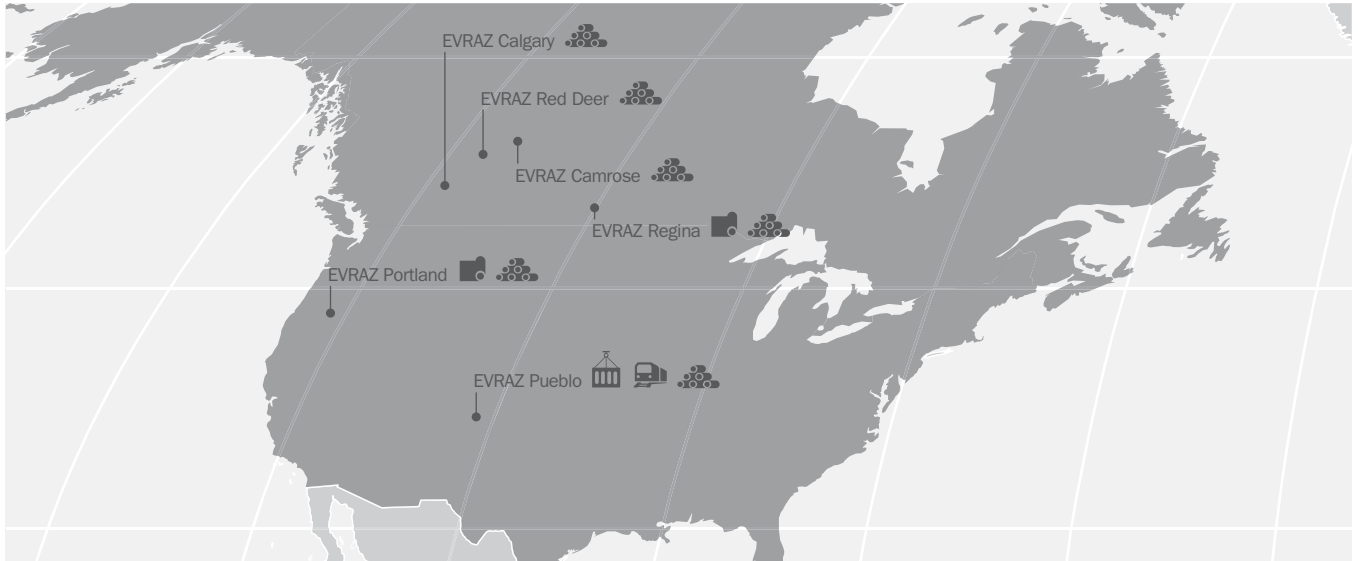 EVRAZ Calgary
EVRAZ Red Deer
EVRAZ Camrose
EVRAZ Regina
EVRAZ Portland
EVRAZ Pueblo